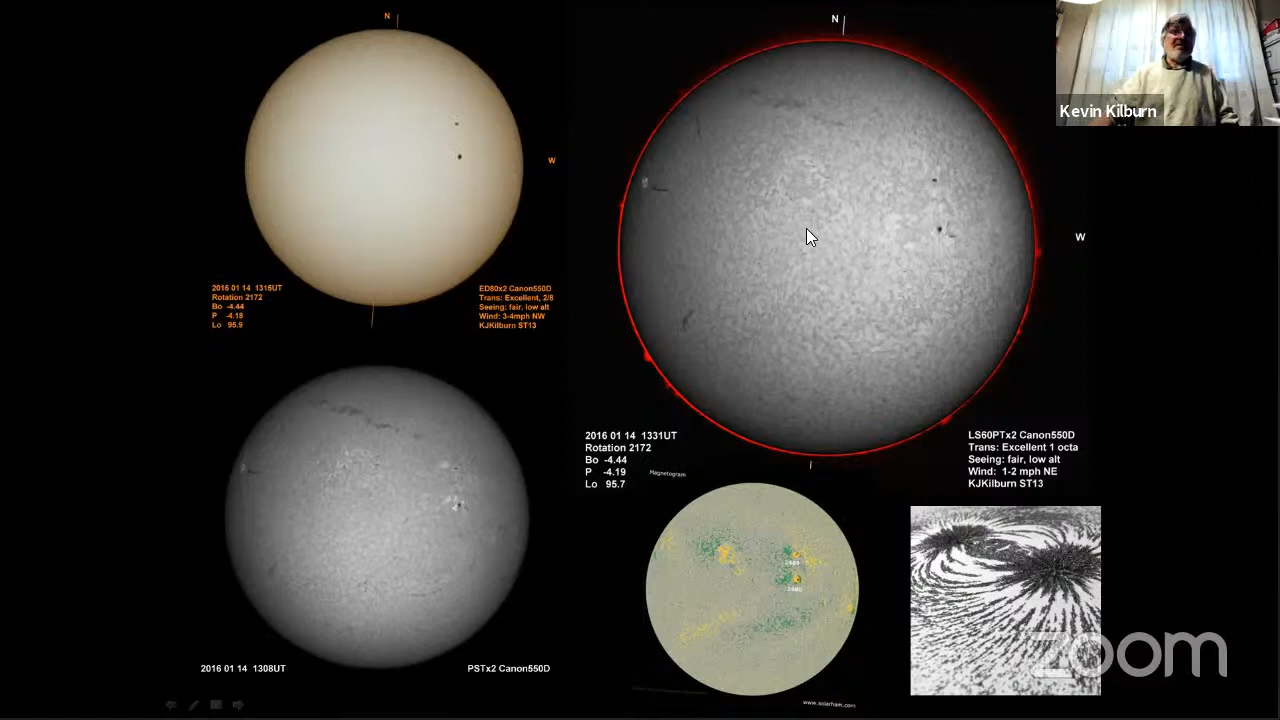 N
W
2016 01 14 1315UT
Rotation 2172
Bo -4.44
P -4.18
Lo 95.9
ED80x2 Canon550D
Trans: Excellent, 2/8
Seeing: fair, low alt
Wind: 3-4mph NW
KJKilburn ST13
N
W
Kevin Kilburn
2016 01 14 1331UT
Rotation 2172
Bo -4.44
P -4.19
Lo 95.7
LS60PTx2 Canon550D
Trans: Excellent 1 octa
Seeing: fair, low alt
Wind: 1-2 mph NE
KJKilburn ST13
2016 01 14 1308UT
PSTx2 Canon550D
Magnetogram
www.solarham.com
zoom